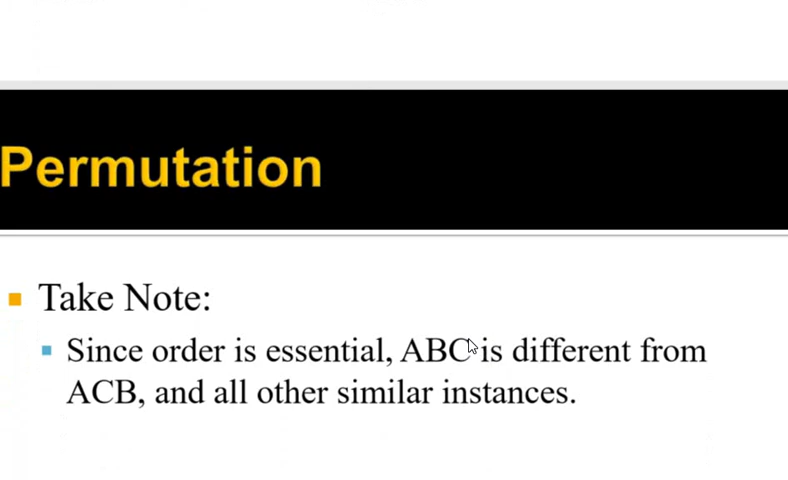 Permutation
Take Note:
Since order is essential, ABC is different from
ACB, and all other similar instances.